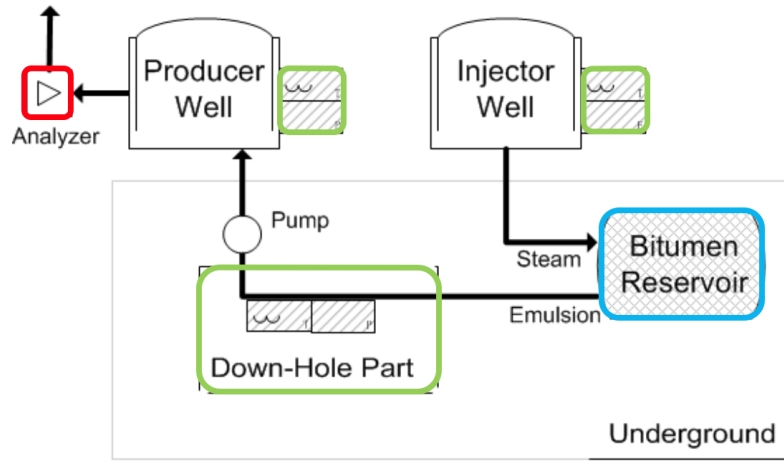 Producer
Well
Injector
Well
T
T
P
F
Analyzer
Pump
Steam
Bitumen
Reservoir
Emulsion
T
P
Down-Hole Part
Underground